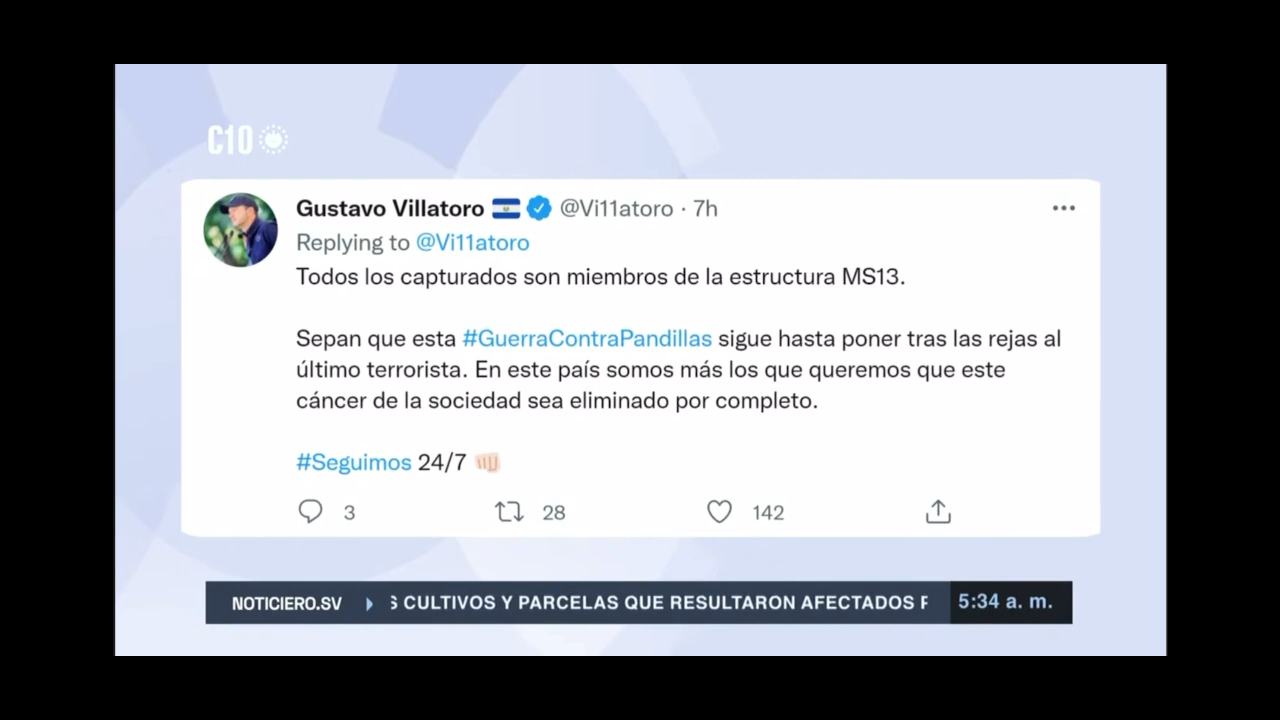 C10
Gustavo Villatoro @Vi11atoro · 7h
Replying to @Vi11atoro
Todos los capturados son miembros de la estructura MS13.
Sepan que esta #GuerraContraPandillas sigue hasta poner tras las rejas al
último terrorista. En este país somos más los que queremos que este
cáncer de la sociedad sea eliminado por completo.
#Seguimos 24/7
3 28 142
NOTICIERO.SV S CULTIVOS Y PARCELAS QUE RESULTARON AFECTADOS 5:34 a. m.